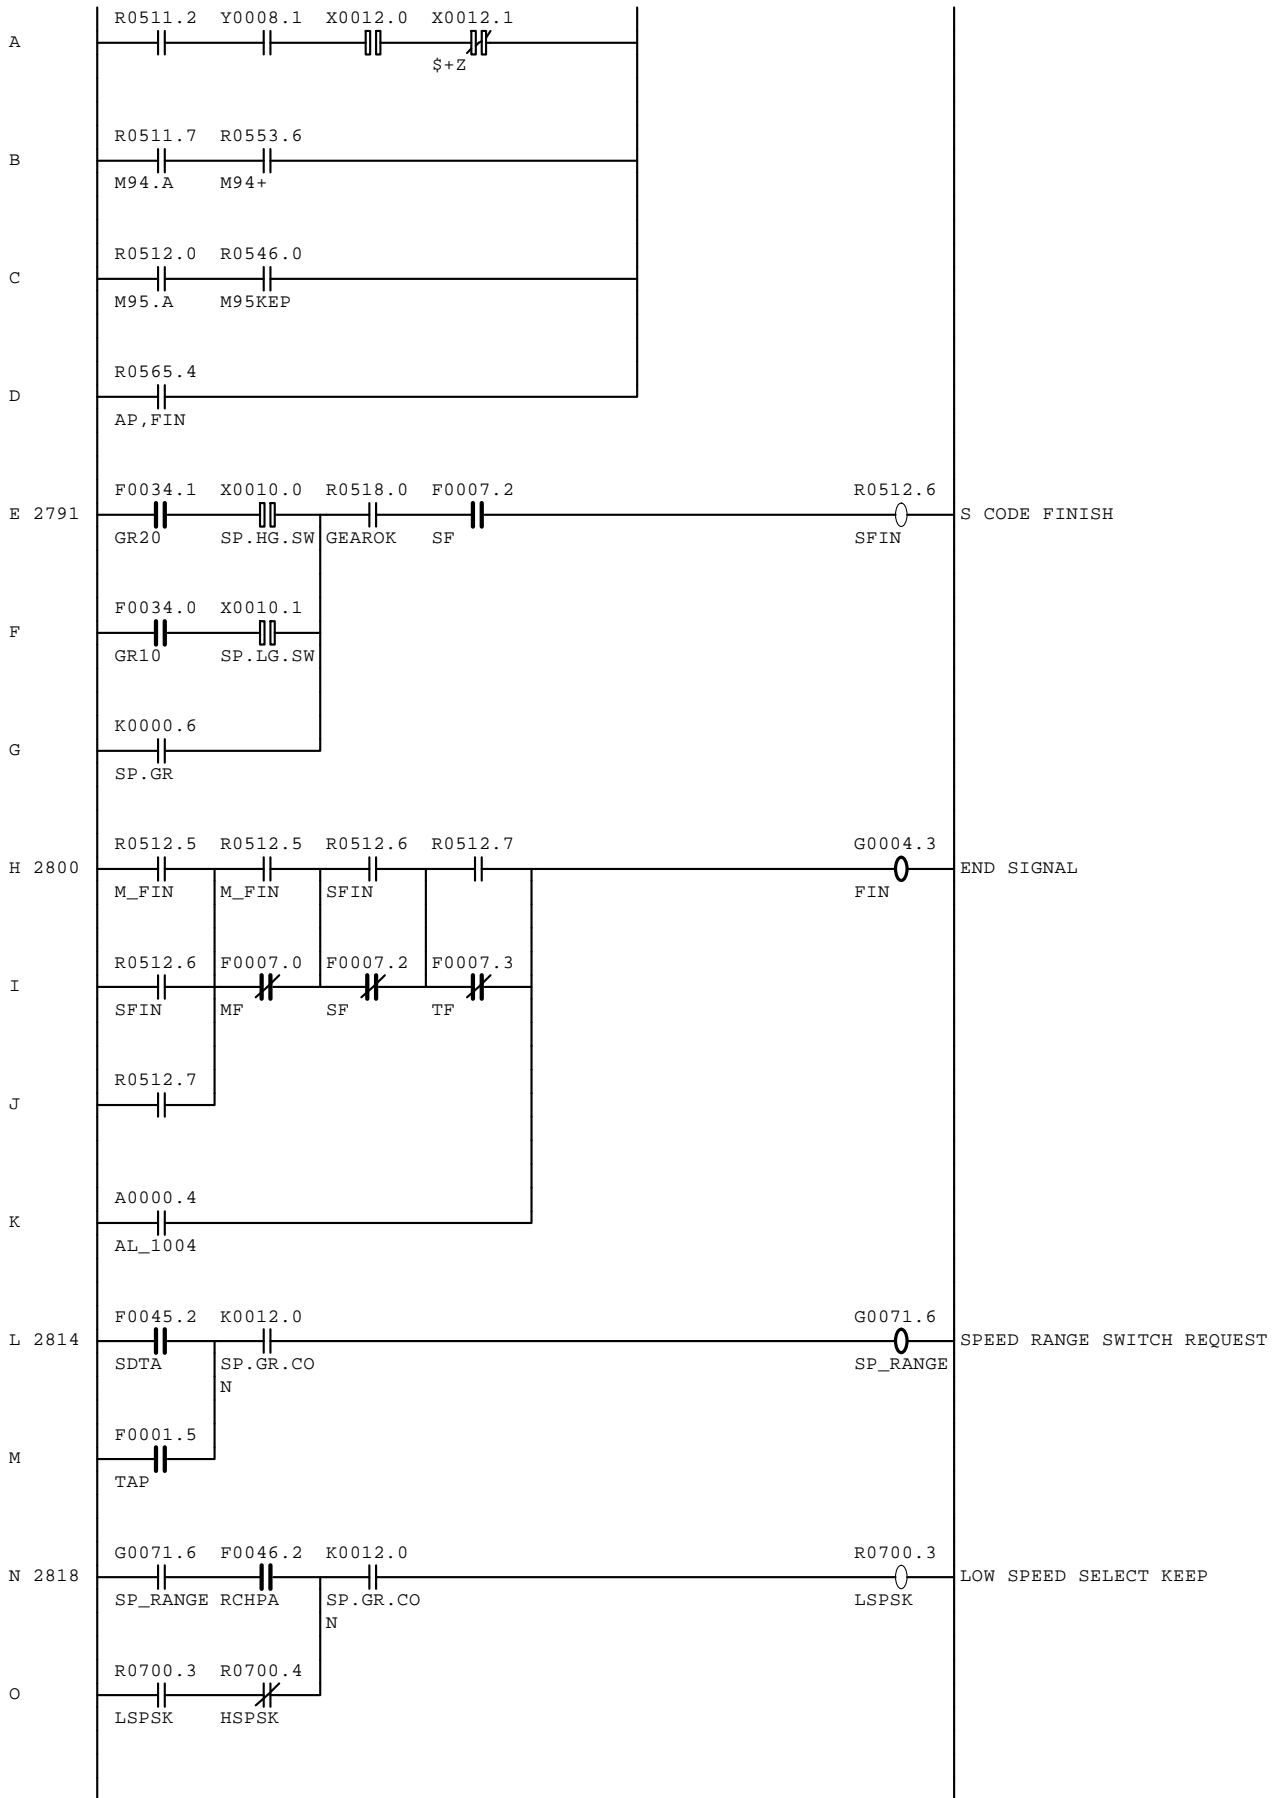 R0511.2 Y0008.1 X0012.0 X0012.1
A
$+Z
R0511.7 R0553.6
B
M94.A M94+
R0512.0 R0546.0
C
M95.A M95KEP
R0565.4
D
AP,FIN
F0034.1 X0010.0 R0518.0 F0007.2 R0512.6
E 2791 S CODE FINISH
GR20 SP.HG.SW GEAROK SF SFIN
F0034.0 X0010.1
F
GR10 SP.LG.SW
K0000.6
G
SP.GR
R0512.5 R0512.5 R0512.6 R0512.7 G0004.3
H 2800 END SIGNAL
M_FIN M_FIN SFIN FIN
R0512.6 F0007.0 F0007.2 F0007.3
I
SFIN MF SF TF
R0512.7
J
A0000.4
K
AL_1004
F0045.2 K0012.0 G0071.6
L 2814 SPEED RANGE SWITCH REQUEST
SDTA SP.GR.CO SP_RANGE
N
F0001.5
M
TAP
G0071.6 F0046.2 K0012.0 R0700.3
N 2818 LOW SPEED SELECT KEEP
SP_RANGE RCHPA SP.GR.CO LSPSK
N
R0700.3 R0700.4
O
LSPSK HSPSK